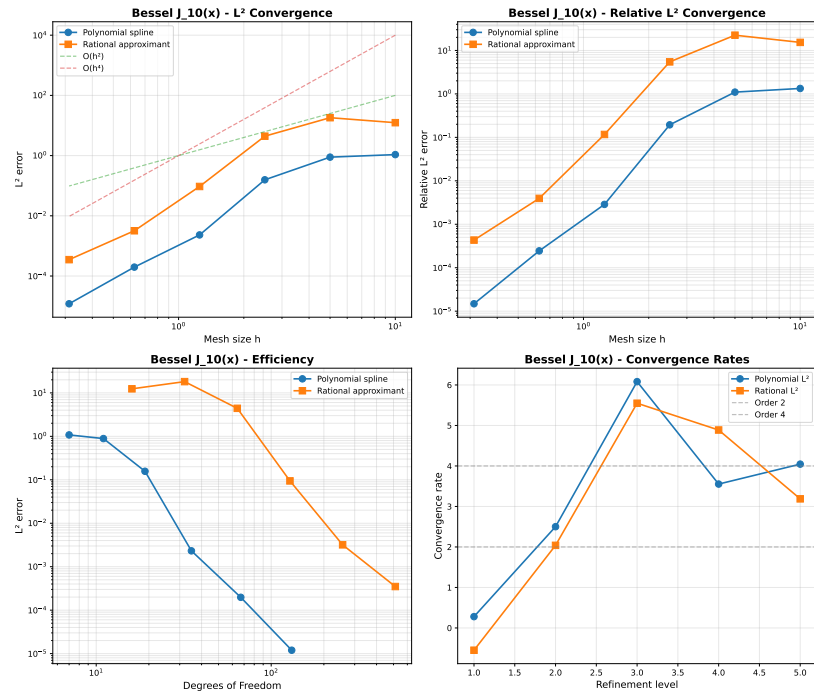 Bessel J_10(x) - L² Convergence
Polynomial spline
Rational approximant
O(h²)
O(h⁴)
10⁴
10²
10⁰
10⁻²
10⁻⁴
L² error
10⁰
10¹
Mesh size h
Bessel J_10(x) - Relative L² Convergence
Polynomial spline
Rational approximant
10¹
10⁰
10⁻¹
10⁻²
10⁻³
10⁻⁴
10⁻⁵
Relative L² error
10⁰
10¹
Mesh size h
Bessel J_10(x) - Efficiency
Polynomial spline
Rational approximant
10¹
10⁰
10⁻¹
10⁻²
10⁻³
10⁻⁴
10⁻⁵
L² error
10¹
10²
Degrees of Freedom
Bessel J_10(x) - Convergence Rates
Polynomial L²
Rational L²
Order 2
Order 4
6
5
4
3
2
1
0
Convergence rate
1.0 1.5 2.0 2.5 3.0 3.5 4.0 4.5 5.0
Refinement level